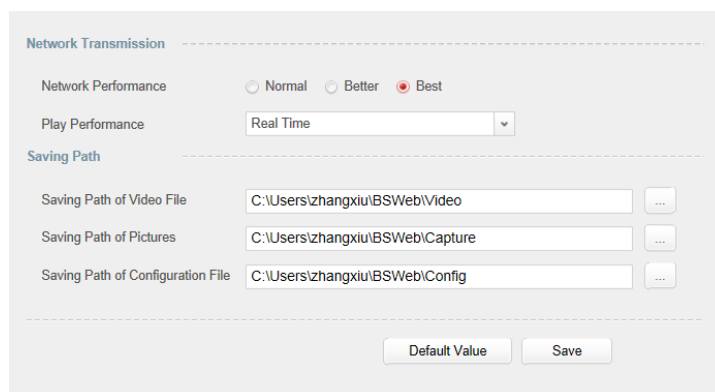 Network Transmission
Network Performance Normal Better Best
Play Performance Real Time
Saving Path
Saving Path of Video File C:\Users\zhangxiu\BSWeb\Video ...
Saving Path of Pictures C:\Users\zhangxiu\BSWeb\Capture ...
Saving Path of Configuration File C:\Users\zhangxiu\BSWeb\Config ...
Default Value Save